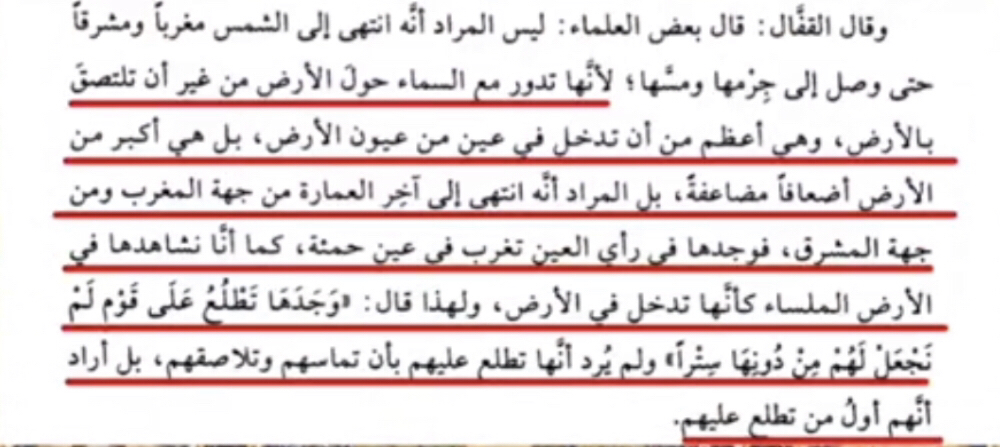 وقال القفَّال: قال بعض العلماء: ليس المراد أنَّه انتهى إلى الشمس مغرباً ومشرقاً
حتى وصل إلى جِرْمها ومسَّها؛ لأنَّها تدور مع السماء حولَ الأرض من غير أن تلتصقَ
بالأرض، وهي أعظم من أن تدخل في عين من عيون الأرض، بل هي أكبر من
الأرض أضعافاً مضاعفةً، بل المراد أنَّه انتهى إلى آخِر العمارة من جهة المغرب ومن
جهة المشرق، فوجدها في رأي العين تغرب في عين حمئة، كما أنَّا نشاهدها في
الأرض الملساء كأنَّها تدخل في الأرض، ولهذا قال: «وَجَدَهَا تَطْلُعُ عَلَى قَوْمٍ لَمْ
نَجْعَلْ لَهُمْ مِنْ دُونِهَا سِتْراً» ولم يُرد أنَّها تطلع عليهم بأن تماسهم وتلاصقهم، بل أراد
أنَّهم أولُ من تطلع عليهم.